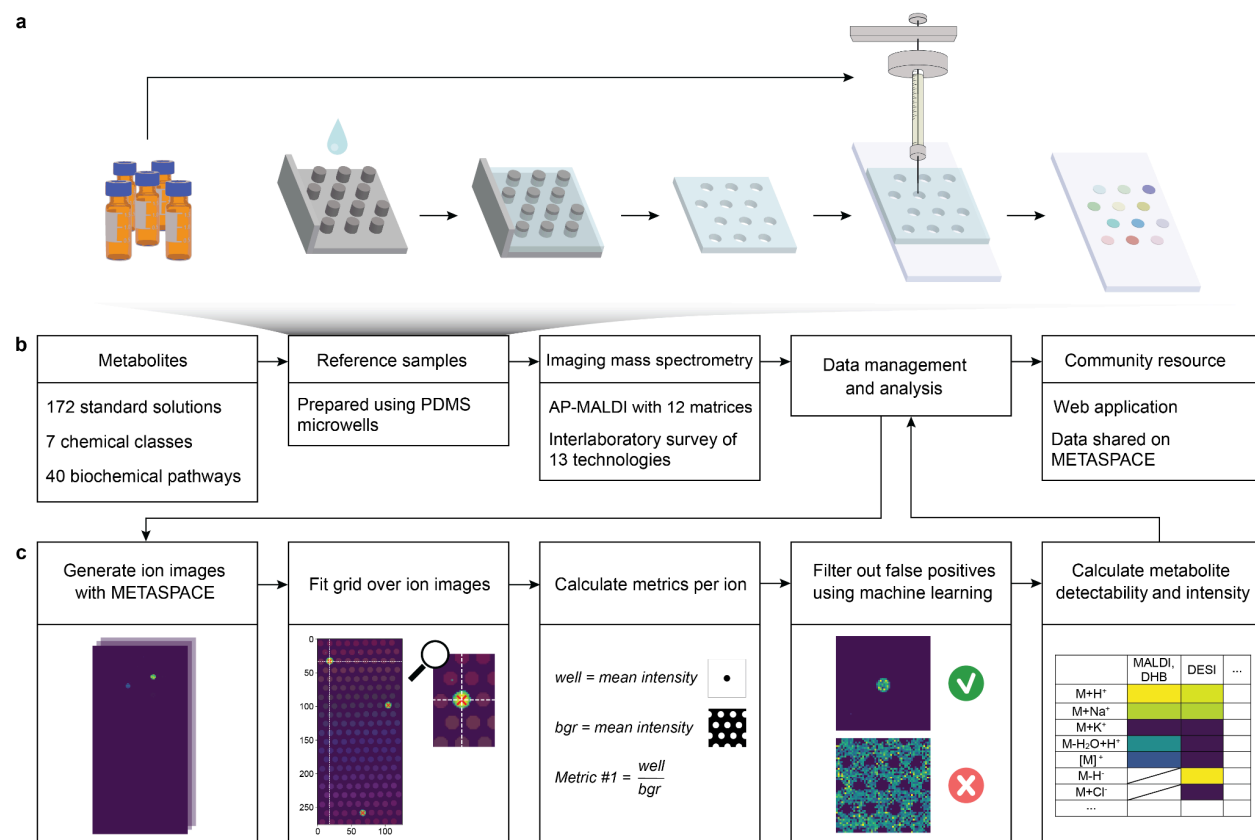 a
b
Metabolites
172 standard solutions
7 chemical classes
40 biochemical pathways
Reference samples
Prepared using PDMS
microwells
Imaging mass spectrometry
AP-MALDI with 12 matrices
Interlaboratory survey of
13 technologies
Data management
and analysis
Community resource
Web application
Data shared on
METASPACE
c
Generate ion images
with METASPACE
Fit grid over ion images
0
50
100
150
200
250
0
100
Calculate metrics per ion
well = mean intensity
bgr = mean intensity
Metric #1 = well
bgr
Filter out false positives
using machine learning
Calculate metabolite
detectability and intensity
MALDI,
DHB
DESI
...
M+H⁺
M+Na⁺
M+K⁺
M-H₂O+H⁺
[M]⁺
M-H⁻
M+Cl⁻
...